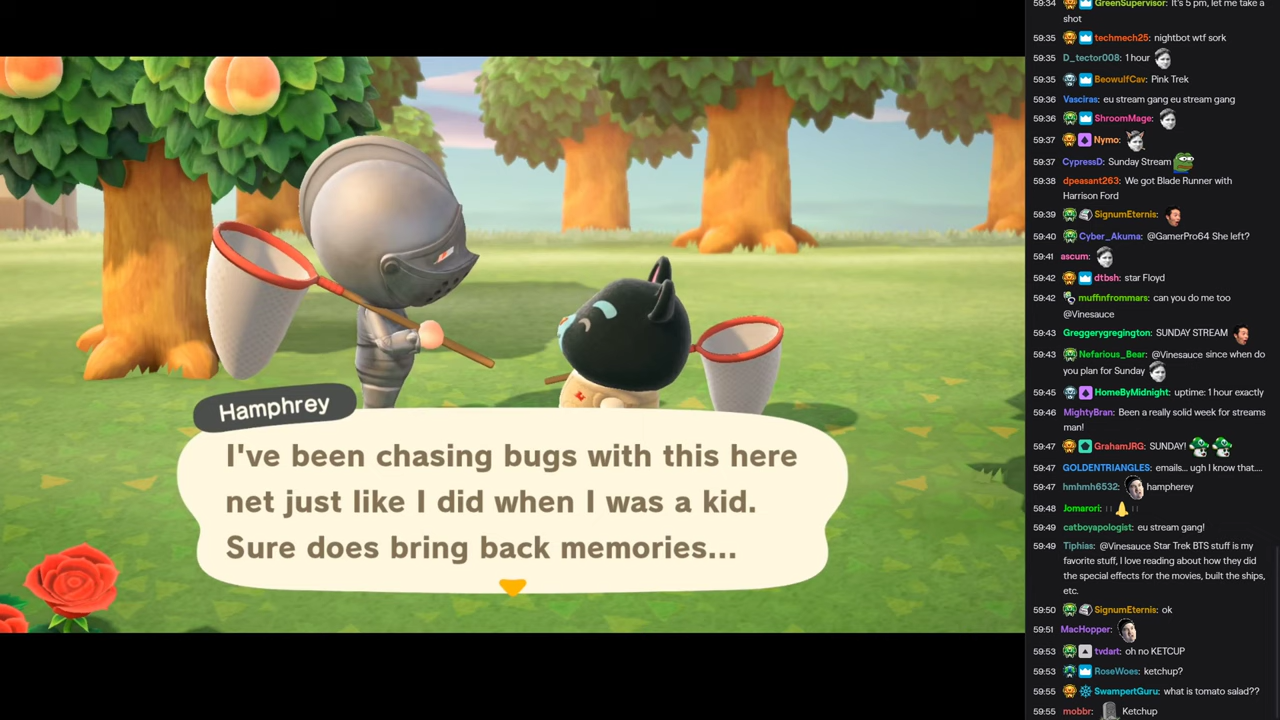 Hamphrey
I've been chasing bugs with this here
net just like I did when I was a kid.
Sure does bring back memories...
59:34 GreenSupervisor: It's 5 pm, let me take a
shot
59:35 techmech25: nightbot wtf sork
59:35 D_tector008: 1 hour
59:35 BeowulfCav: Pink Trek
59:36 Vasciras: eu stream gang eu stream gang
59:36 ShroomMage:
59:37 Nymo:
59:37 CypressD: Sunday Stream
59:38 dpeasant263: We got Blade Runner with
Harrison Ford
59:39 SignumEternis:
59:40 Cyber_Akuma: @GamerPro64 She left?
59:41 ascum:
59:42 dtbsh: star Floyd
59:42 muffinfrommars: can you do me too
@Vinesauce
59:43 Greggerygregington: SUNDAY STREAM
59:43 Nefarious_Bear: @Vinesauce since when do
you plan for Sunday
59:45 HomeByMidnight: uptime: 1 hour exactly
59:46 MightyBran: Been a really solid week for streams
man!
59:47 GrahamJRG: SUNDAY!
59:47 GOLDENTRIANGLES: emails... ugh I know that....
59:47 hmhmh6532: hampherey
59:48 Jomarori:
59:49 catboyapologist: eu stream gang!
59:49 Tiphias: @Vinesauce Star Trek BTS stuff is my
favorite stuff, I love reading about how they did
the special effects for the movies, built the ships,
etc.
59:50 SignumEternis: ok
59:51 MacHopper:
59:53 tvdart: oh no KETCUP
59:53 RoseWoes: ketchup?
59:55 SwampertGuru: what is tomato salad??
59:55 mobbr: Ketchup